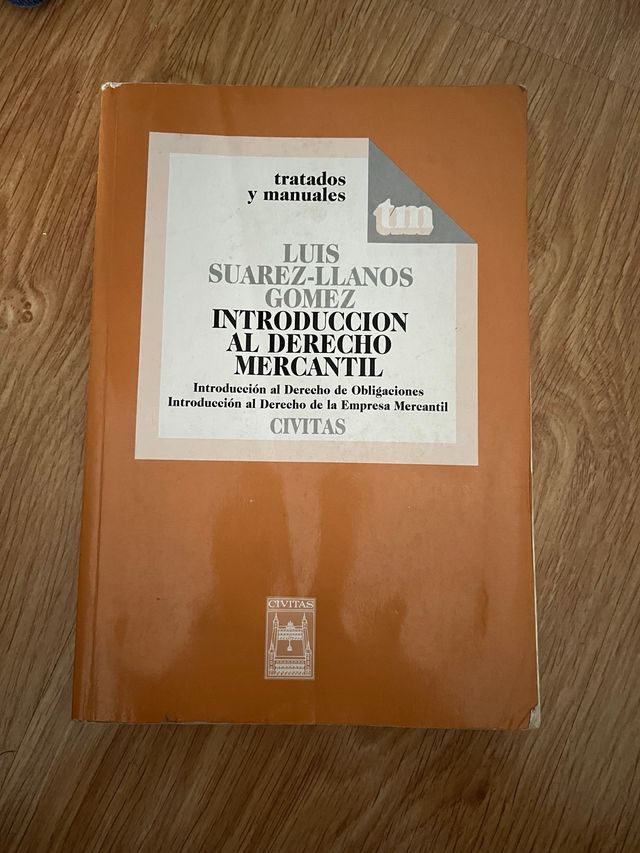 tratados
y manuales
tm
LUIS
SUAREZ-LLANOS
GOMEZ
INTRODUCCION
AL DERECHO
MERCANTIL
Introducción al Derecho de Obligaciones
Introducción al Derecho de la Empresa Mercantil
CIVITAS
CIVITAS